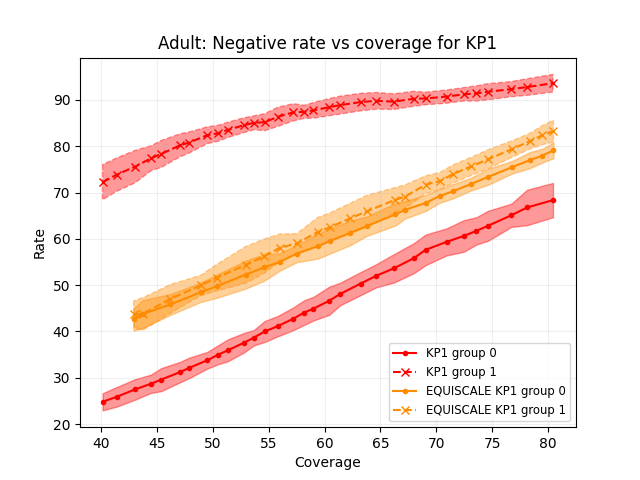 Adult: Negative rate vs coverage for KP1
Rate
90
80
70
60
50
40
30
20
40 45 50 55 60 65 70 75 80
Coverage
KP1 group 0
KP1 group 1
EQUISCALE KP1 group 0
EQUISCALE KP1 group 1